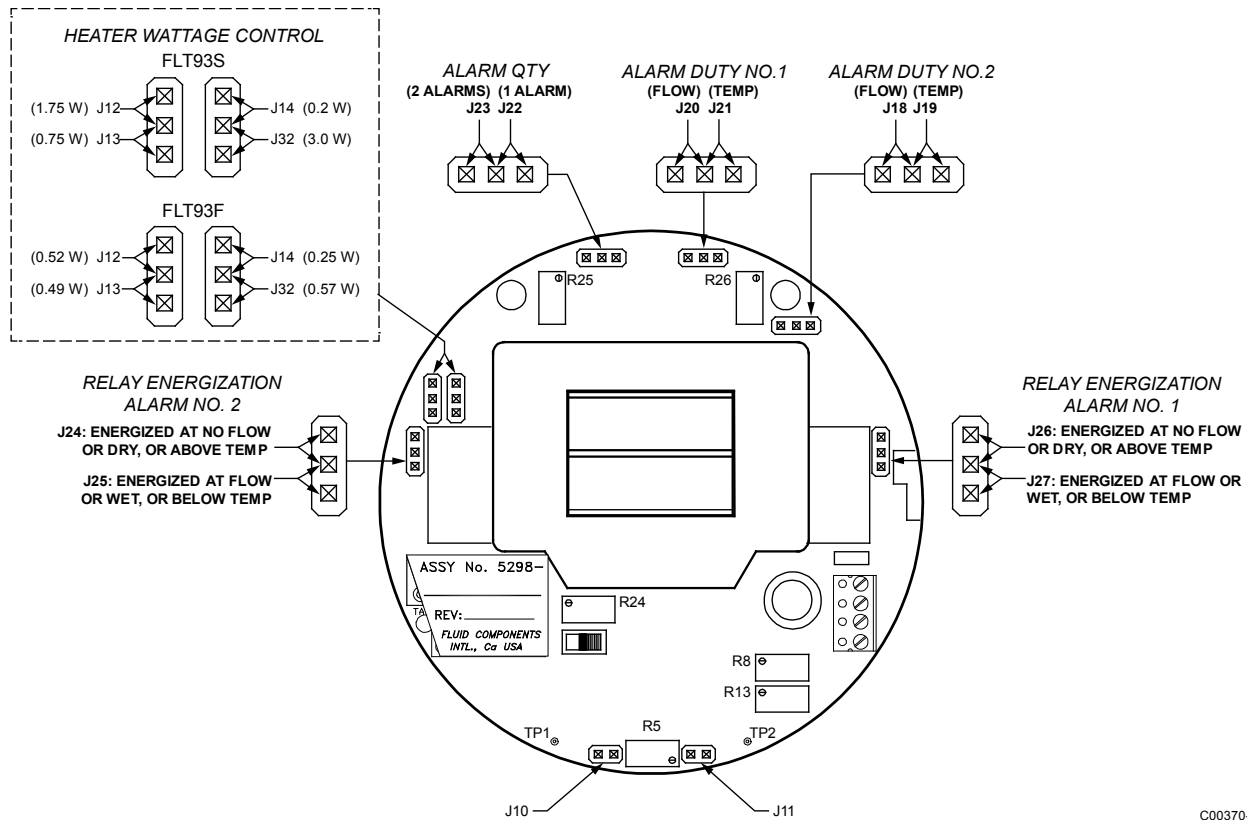 HEATER WATTAGE CONTROL
FLT93S
(1.75 W) J12
(0.75 W) J13
J14 (0.2 W)
J32 (3.0 W)
FLT93F
(0.52 W) J12
(0.49 W) J13
J14 (0.25 W)
J32 (0.57 W)
ALARM QTY
(2 ALARMS) (1 ALARM)
J23 J22
ALARM DUTY NO.1
(FLOW) (TEMP)
J20 J21
ALARM DUTY NO.2
(FLOW) (TEMP)
J18 J19
R25
R26
RELAY ENERGIZATION
ALARM NO. 2
J24: ENERGIZED AT NO FLOW
OR DRY, OR ABOVE TEMP
J25: ENERGIZED AT FLOW
OR WET, OR BELOW TEMP
RELAY ENERGIZATION
ALARM NO. 1
J26: ENERGIZED AT NO FLOW
OR DRY, OR ABOVE TEMP
J27: ENERGIZED AT FLOW OR
WET, OR BELOW TEMP
ASSY No. 5298-
TA
REV:
FLUID COMPONENTS
INTL., Ca USA
R24
R8
R13
TP1
R5
TP2
J10
J11